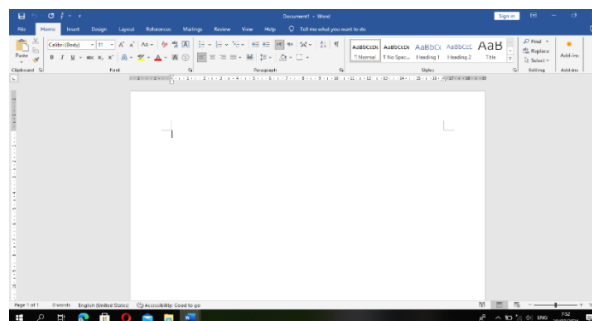 Document1 - Word
Sign in
File Home Insert Design Layout References Mailings Review View Help Tell me what you want to do
Paste
Calibri (Body) 11
Find
Replace
Select
AaBbCcDc AaBbCcDc AaBbCc AaBbCcC AaB
¶ Normal ¶ No Spac... Heading 1 Heading 2 Title
Add-ins
Clipboard Font Paragraph Styles Editing Add-ins
Page 1 of 1 0 words English (United States) Accessibility: Good to go
ENG